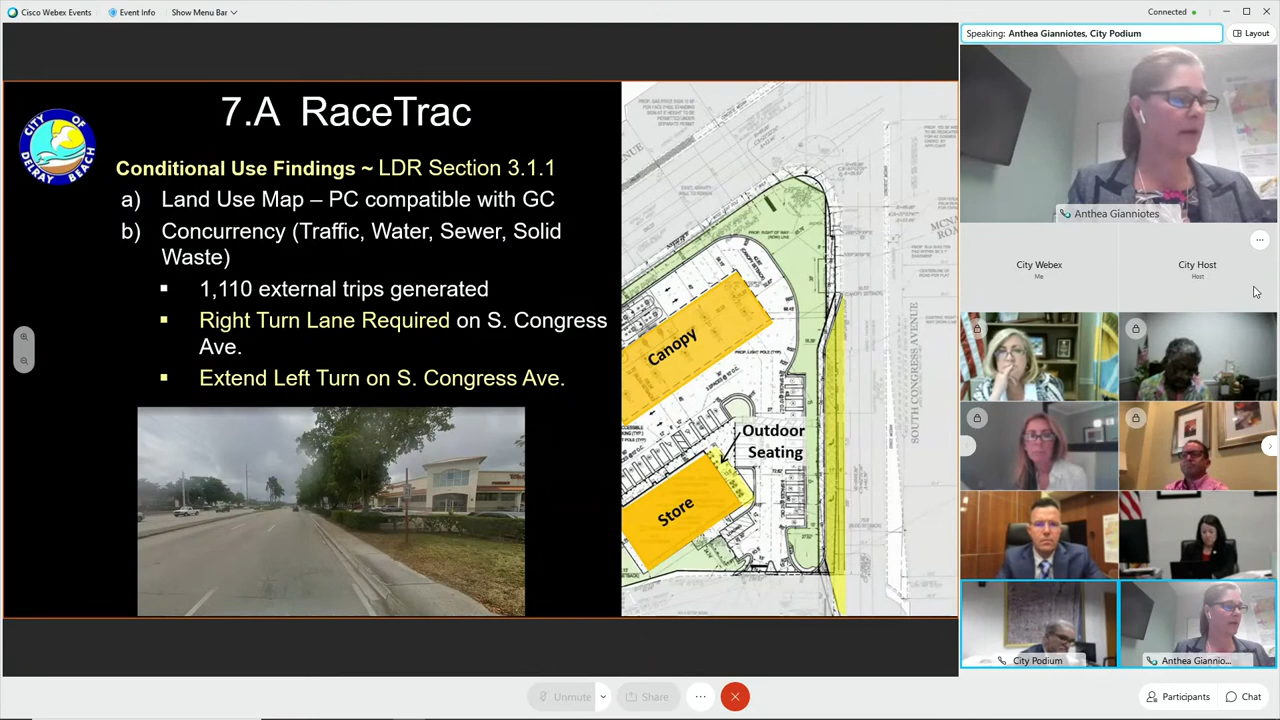 Cisco Webex Events
Event Info
Show Menu Bar
Connected
Speaking: Anthea Gianniotes, City Podium
Layout
CITY OF
DELRAY BEACH
7.A RaceTrac
Conditional Use Findings ~ LDR Section 3.1.1
a) Land Use Map – PC compatible with GC
b) Concurrency (Traffic, Water, Sewer, Solid
Waste)
▪ 1,110 external trips generated
▪ Right Turn Lane Required on S. Congress
Ave.
▪ Extend Left Turn on S. Congress Ave.
Canopy
Outdoor
Seating
Store
SOUTH CONGRESS AVENUE
Anthea Gianniotes
City Webex
Me
City Host
Host
City Podium
Anthea Giannio...
Unmute
Share
Participants
Chat